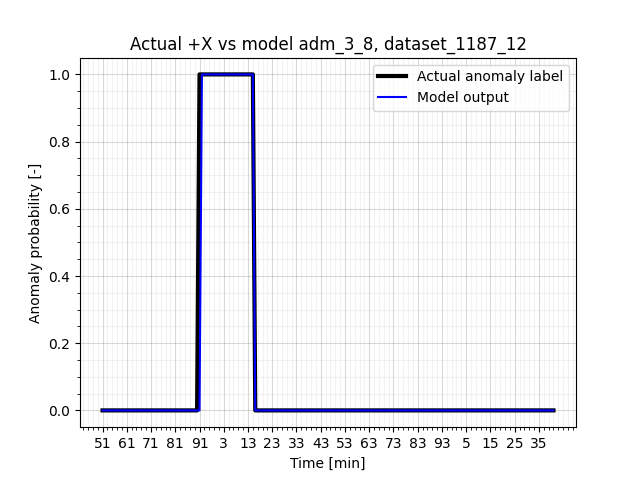 Actual +X vs model adm_3_8, dataset_1187_12
Actual anomaly label
Model output
1.0
0.8
0.6
0.4
0.2
0.0
Anomaly probability [-]
51 61 71 81 91 3 13 23 33 43 53 63 73 83 93 5 15 25 35
Time [min]